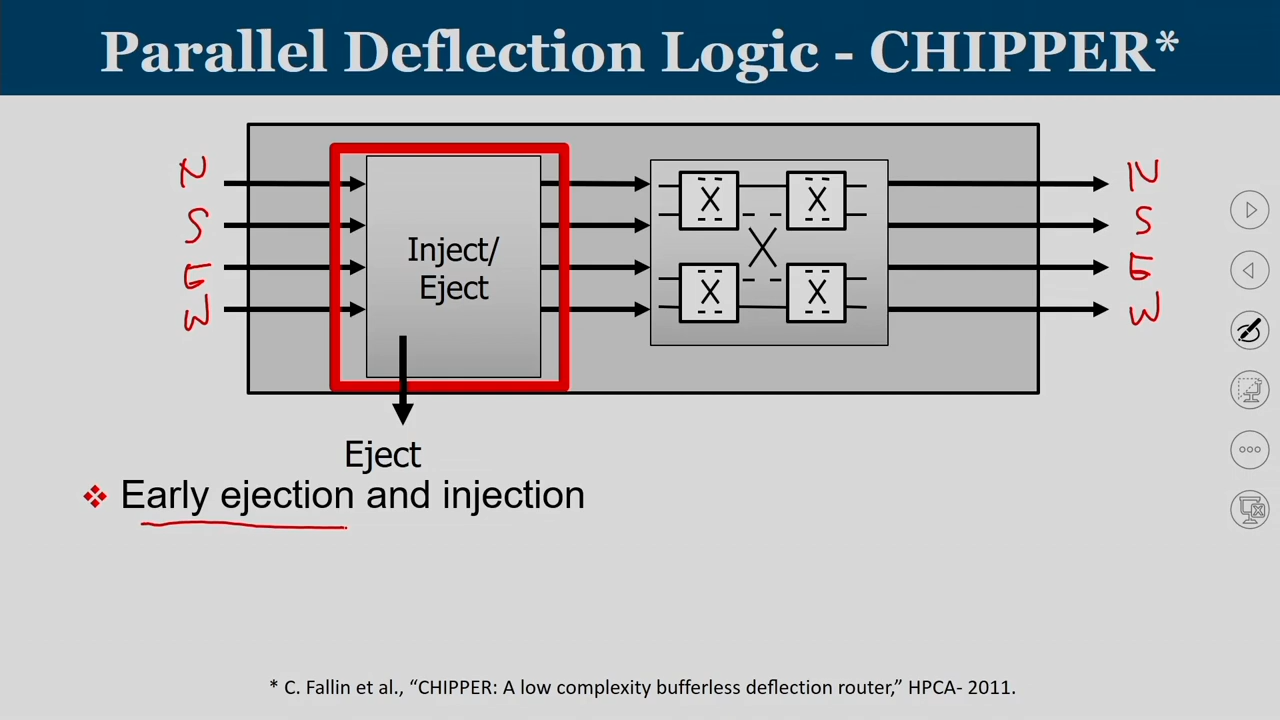 Parallel Deflection Logic - CHIPPER*
N
S
E
W
Inject/
Eject
X
X
X
X
X
N
S
E
W
Eject
❖ Early ejection and injection
* C. Fallin et al., “CHIPPER: A low complexity bufferless deflection router,” HPCA- 2011.